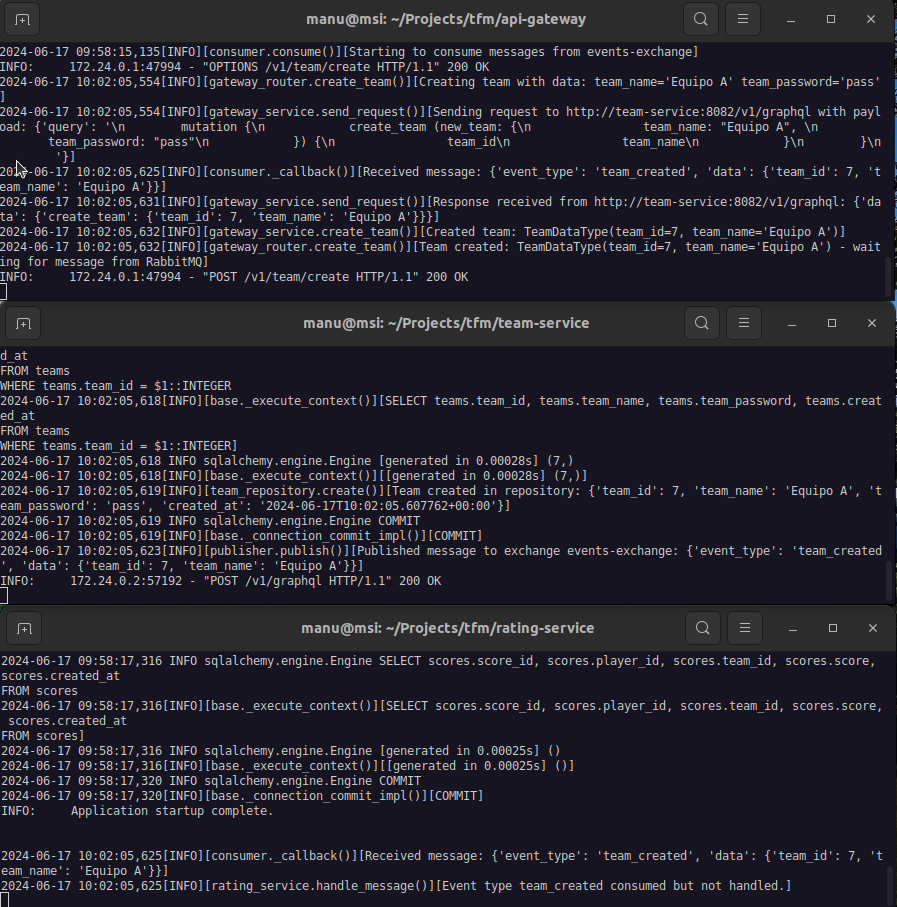 manu@msi: ~/Projects/tfm/api-gateway
2024-06-17 09:58:15,135[INFO][consumer.consume()][Starting to consume messages from events-exchange]
INFO:     172.24.0.1:47994 - "OPTIONS /v1/team/create HTTP/1.1" 200 OK
2024-06-17 10:02:05,554[INFO][gateway_router.create_team()][Creating team with data: team_name='Equipo A' team_password='pass'
]
2024-06-17 10:02:05,554[INFO][gateway_service.send_request()][Sending request to http://team-service:8082/v1/graphql with payl
oad: {'query': '\n        mutation {\n            create_team (new_team: {\n                team_name: "Equipo A", \n
       team_password: "pass"\n            }) {\n                team_id\n                team_name\n            }\n        }\n
        '}]
2024-06-17 10:02:05,625[INFO][consumer._callback()][Received message: {'event_type': 'team_created', 'data': {'team_id': 7, 't
eam_name': 'Equipo A'}}]
2024-06-17 10:02:05,631[INFO][gateway_service.send_request()][Response received from http://team-service:8082/v1/graphql: {'da
ta': {'create_team': {'team_id': 7, 'team_name': 'Equipo A'}}}]
2024-06-17 10:02:05,632[INFO][gateway_service.create_team()][Created team: TeamDataType(team_id=7, team_name='Equipo A')]
2024-06-17 10:02:05,632[INFO][gateway_router.create_team()][Team created: TeamDataType(team_id=7, team_name='Equipo A') - wait
ing for message from RabbitMQ]
INFO:     172.24.0.1:47994 - "POST /v1/team/create HTTP/1.1" 200 OK
manu@msi: ~/Projects/tfm/team-service
d_at
FROM teams
WHERE teams.team_id = $1::INTEGER
2024-06-17 10:02:05,618[INFO][base._execute_context()][SELECT teams.team_id, teams.team_name, teams.team_password, teams.creat
ed_at
FROM teams
WHERE teams.team_id = $1::INTEGER]
2024-06-17 10:02:05,618 INFO sqlalchemy.engine.Engine [generated in 0.00028s] (7,)
2024-06-17 10:02:05,618[INFO][base._execute_context()][[generated in 0.00028s] (7,)]
2024-06-17 10:02:05,619[INFO][team_repository.create()][Team created in repository: {'team_id': 7, 'team_name': 'Equipo A', 't
eam_password': 'pass', 'created_at': '2024-06-17T10:02:05.607762+00:00'}]
2024-06-17 10:02:05,619 INFO sqlalchemy.engine.Engine COMMIT
2024-06-17 10:02:05,619[INFO][base._connection_commit_impl()][COMMIT]
2024-06-17 10:02:05,623[INFO][publisher.publish()][Published message to exchange events-exchange: {'event_type': 'team_created
', 'data': {'team_id': 7, 'team_name': 'Equipo A'}}]
INFO:     172.24.0.2:57192 - "POST /v1/graphql HTTP/1.1" 200 OK
manu@msi: ~/Projects/tfm/rating-service
2024-06-17 09:58:17,316 INFO sqlalchemy.engine.Engine SELECT scores.score_id, scores.player_id, scores.team_id, scores.score,
scores.created_at
FROM scores
2024-06-17 09:58:17,316[INFO][base._execute_context()][SELECT scores.score_id, scores.player_id, scores.team_id, scores.score,
 scores.created_at
FROM scores]
2024-06-17 09:58:17,316 INFO sqlalchemy.engine.Engine [generated in 0.00025s] ()
2024-06-17 09:58:17,316[INFO][base._execute_context()][[generated in 0.00025s] ()]
2024-06-17 09:58:17,320 INFO sqlalchemy.engine.Engine COMMIT
2024-06-17 09:58:17,320[INFO][base._connection_commit_impl()][COMMIT]
INFO:     Application startup complete.
2024-06-17 10:02:05,625[INFO][consumer._callback()][Received message: {'event_type': 'team_created', 'data': {'team_id': 7, 't
eam_name': 'Equipo A'}}]
2024-06-17 10:02:05,625[INFO][rating_service.handle_message()][Event type team_created consumed but not handled.]